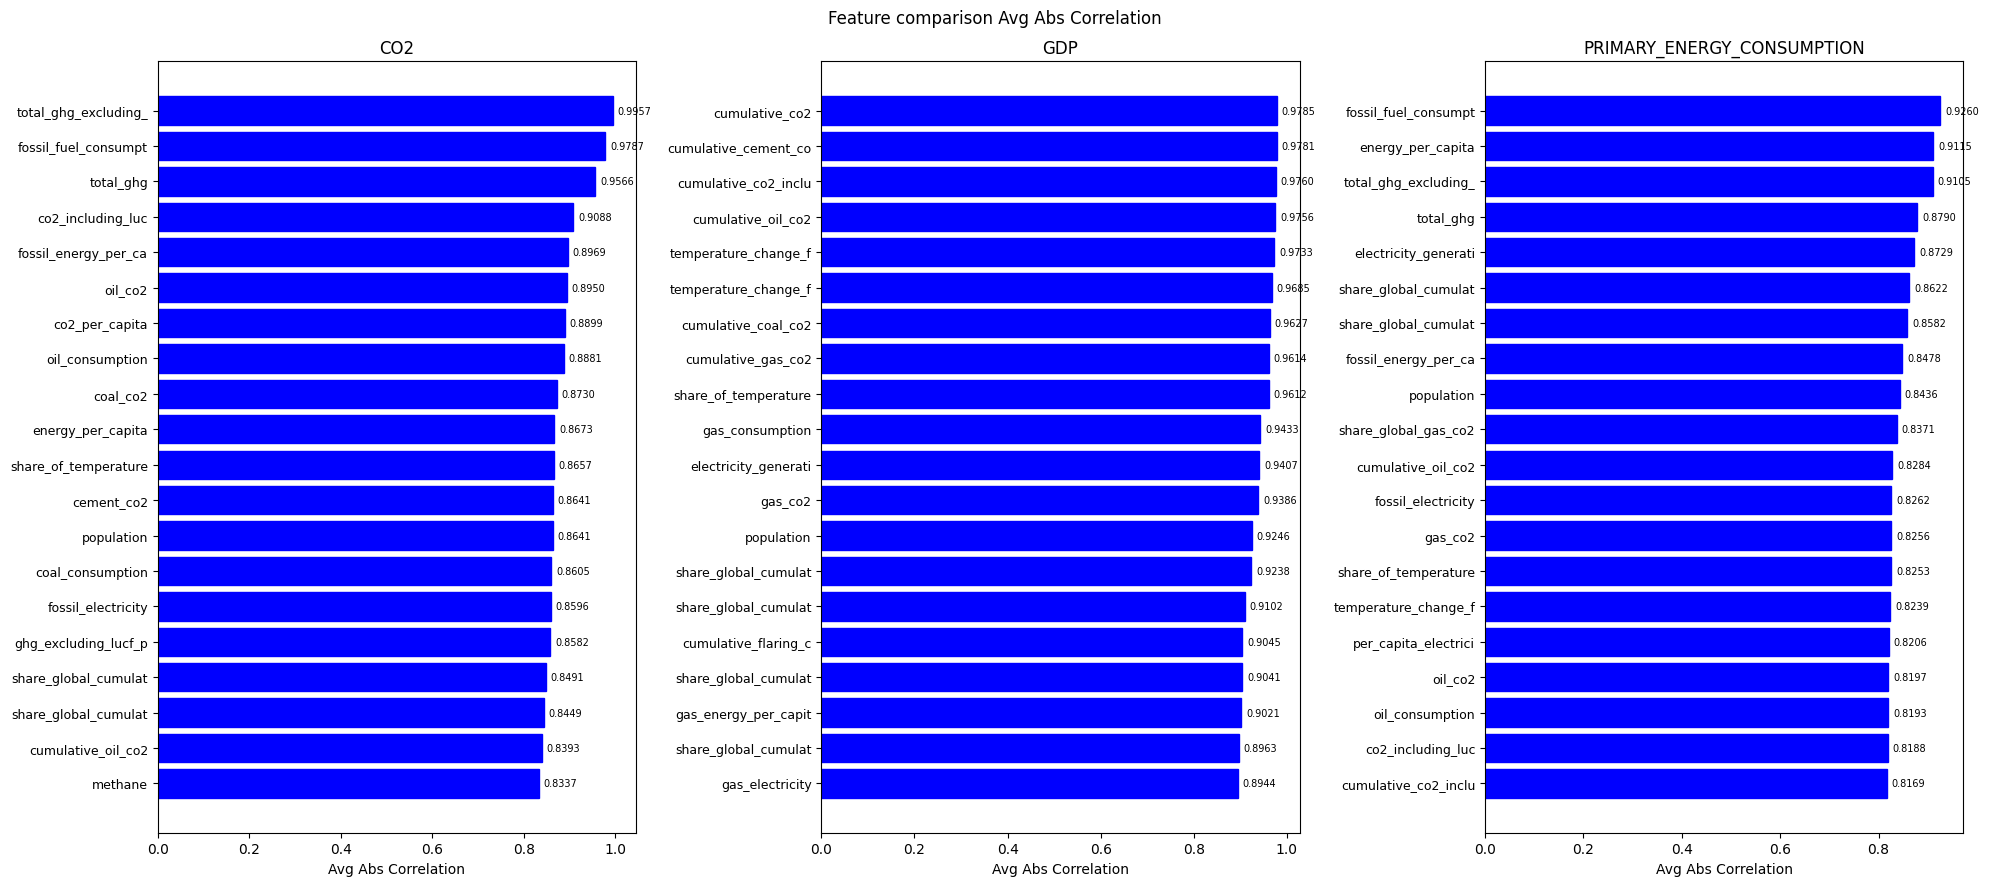 Feature comparison Avg Abs Correlation
CO2
total_ghg_excluding_ 0.9957
fossil_fuel_consumpt 0.9787
total_ghg 0.9566
co2_including_luc 0.9088
fossil_energy_per_ca 0.8969
oil_co2 0.8950
co2_per_capita 0.8899
oil_consumption 0.8881
coal_co2 0.8730
energy_per_capita 0.8673
share_of_temperature 0.8657
cement_co2 0.8641
population 0.8641
coal_consumption 0.8605
fossil_electricity 0.8596
ghg_excluding_lucf_p 0.8582
share_global_cumulat 0.8491
share_global_cumulat 0.8449
cumulative_oil_co2 0.8393
methane 0.8337
0.0 0.2 0.4 0.6 0.8 1.0
Avg Abs Correlation
GDP
cumulative_co2 0.9785
cumulative_cement_co 0.9781
cumulative_co2_inclu 0.9760
cumulative_oil_co2 0.9756
temperature_change_f 0.9733
temperature_change_f 0.9685
cumulative_coal_co2 0.9627
cumulative_gas_co2 0.9614
share_of_temperature 0.9612
gas_consumption 0.9433
electricity_generati 0.9407
gas_co2 0.9386
population 0.9246
share_global_cumulat 0.9238
share_global_cumulat 0.9102
cumulative_flaring_c 0.9045
share_global_cumulat 0.9041
gas_energy_per_capit 0.9021
share_global_cumulat 0.8963
gas_electricity 0.8944
0.0 0.2 0.4 0.6 0.8 1.0
Avg Abs Correlation
PRIMARY_ENERGY_CONSUMPTION
fossil_fuel_consumpt 0.9260
energy_per_capita 0.9115
total_ghg_excluding_ 0.9105
total_ghg 0.8790
electricity_generati 0.8729
share_global_cumulat 0.8622
share_global_cumulat 0.8582
fossil_energy_per_ca 0.8478
population 0.8436
share_global_gas_co2 0.8371
cumulative_oil_co2 0.8284
fossil_electricity 0.8262
gas_co2 0.8256
share_of_temperature 0.8253
temperature_change_f 0.8239
per_capita_electrici 0.8206
oil_co2 0.8197
oil_consumption 0.8193
co2_including_luc 0.8188
cumulative_co2_inclu 0.8169
0.0 0.2 0.4 0.6 0.8
Avg Abs Correlation